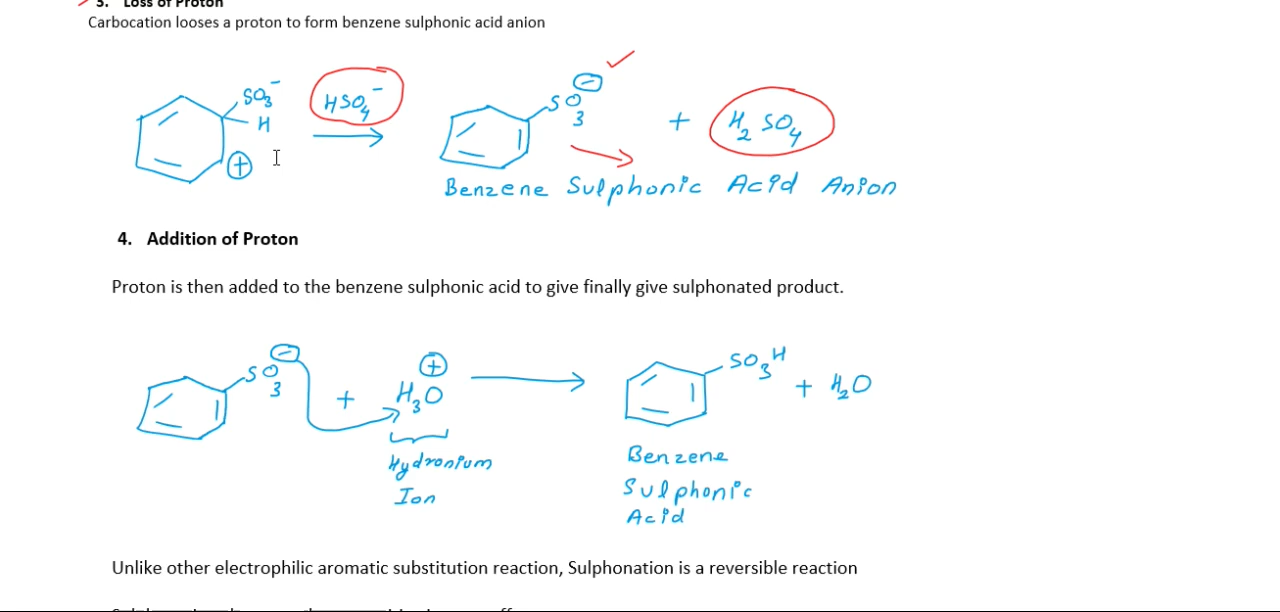 3. Loss of Proton
Carbocation looses a proton to form benzene sulphonic acid anion
SO3- H + HSO4- SO3 - + H2SO4
Benzene Sulphonic Acid Anion
4. Addition of Proton
Proton is then added to the benzene sulphonic acid to give finally give sulphonated product.
SO3 - + H3O + SO3H + H2O
Hydronium
Ion
Benzene
Sulphonic
Acid
Unlike other electrophilic aromatic substitution reaction, Sulphonation is a reversible reaction